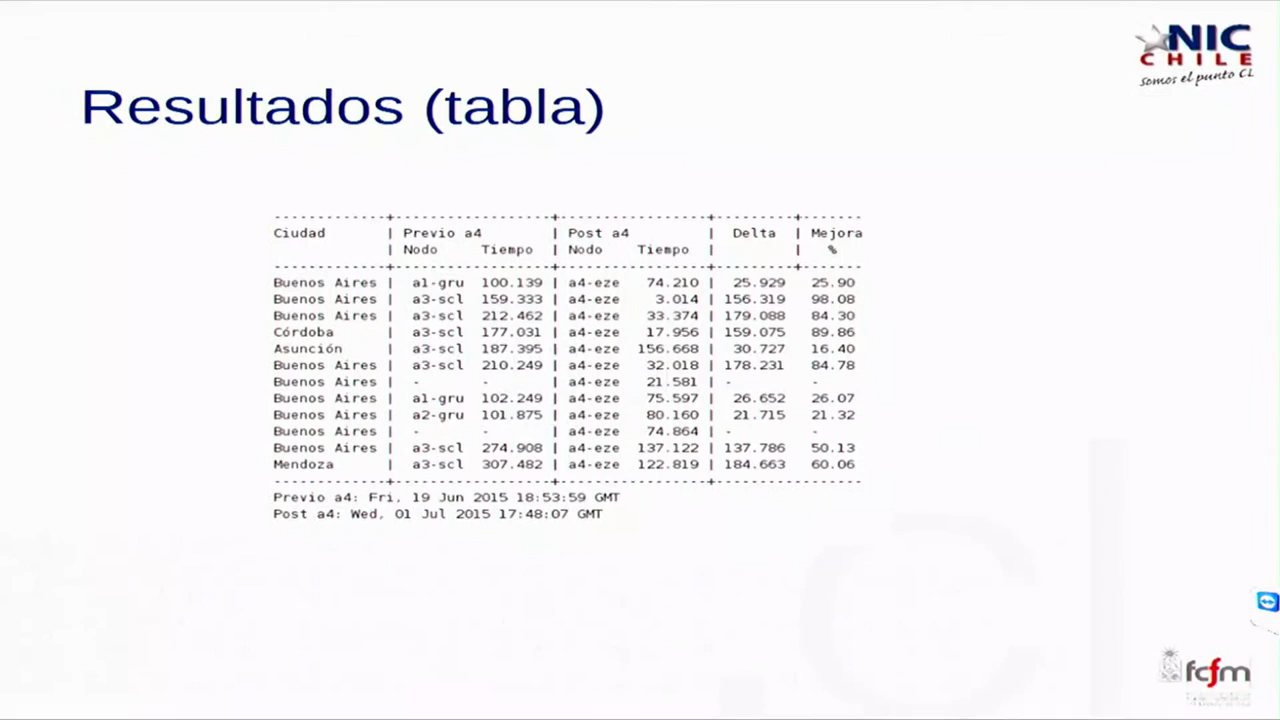 NIC
CHILE
somos el punto CL
Resultados (tabla)
-------------+------------------+------------------+---------+-------
Ciudad | Previo a4 | Post a4 | Delta | Mejora
| Nodo Tiempo | Nodo Tiempo | | %
-------------+------------------+------------------+---------+-------
Buenos Aires | a1-gru 100.139 | a4-eze 74.210 | 25.929 | 25.90
Buenos Aires | a3-scl 159.333 | a4-eze 3.014 | 156.319 | 98.08
Buenos Aires | a3-scl 212.462 | a4-eze 33.374 | 179.088 | 84.30
Córdoba | a3-scl 177.031 | a4-eze 17.956 | 159.075 | 89.86
Asunción | a3-scl 187.395 | a4-eze 156.668 | 30.727 | 16.40
Buenos Aires | a3-scl 210.249 | a4-eze 32.018 | 178.231 | 84.78
Buenos Aires | - - | a4-eze 21.581 | - -
Buenos Aires | a1-gru 102.249 | a4-eze 75.597 | 26.652 | 26.07
Buenos Aires | a2-gru 101.875 | a4-eze 80.160 | 21.715 | 21.32
Buenos Aires | - - | a4-eze 74.864 | - -
Buenos Aires | a3-scl 274.908 | a4-eze 137.122 | 137.786 | 50.13
Mendoza | a3-scl 307.482 | a4-eze 122.819 | 184.663 | 60.06
-------------+------------------+------------------+-----------------
Previo a4: Fri, 19 Jun 2015 18:53:59 GMT
Post a4: Wed, 01 Jul 2015 17:48:07 GMT
.cl
fcfm